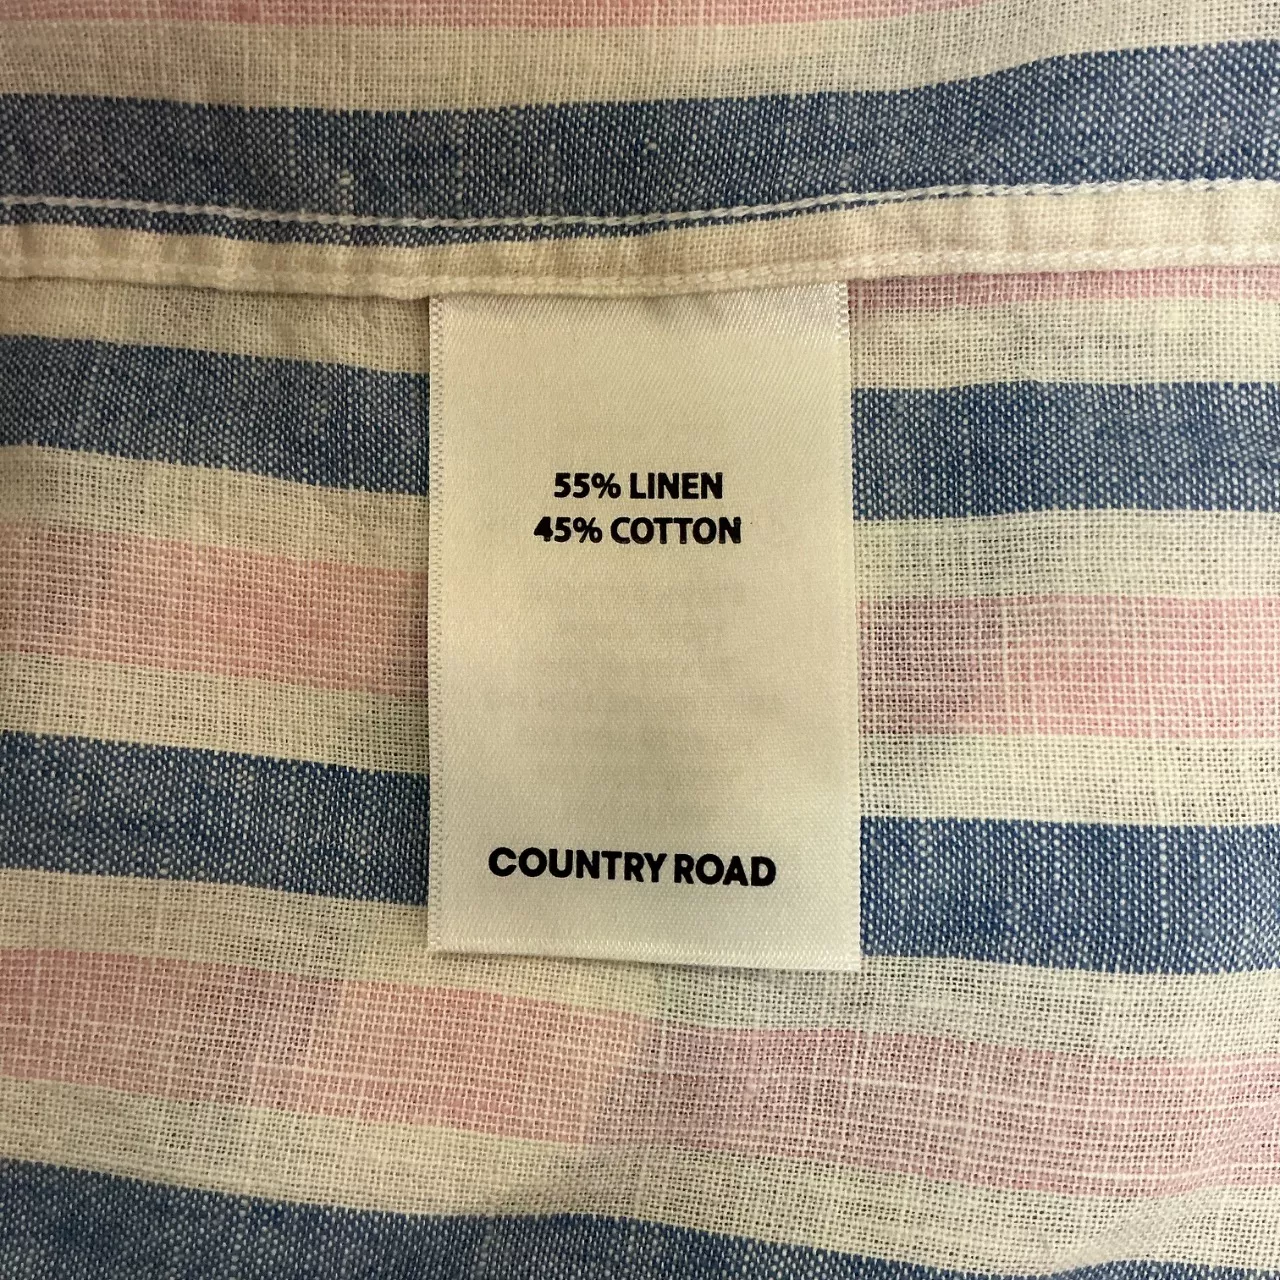 55% LINEN
45% COTTON
COUNTRY ROAD